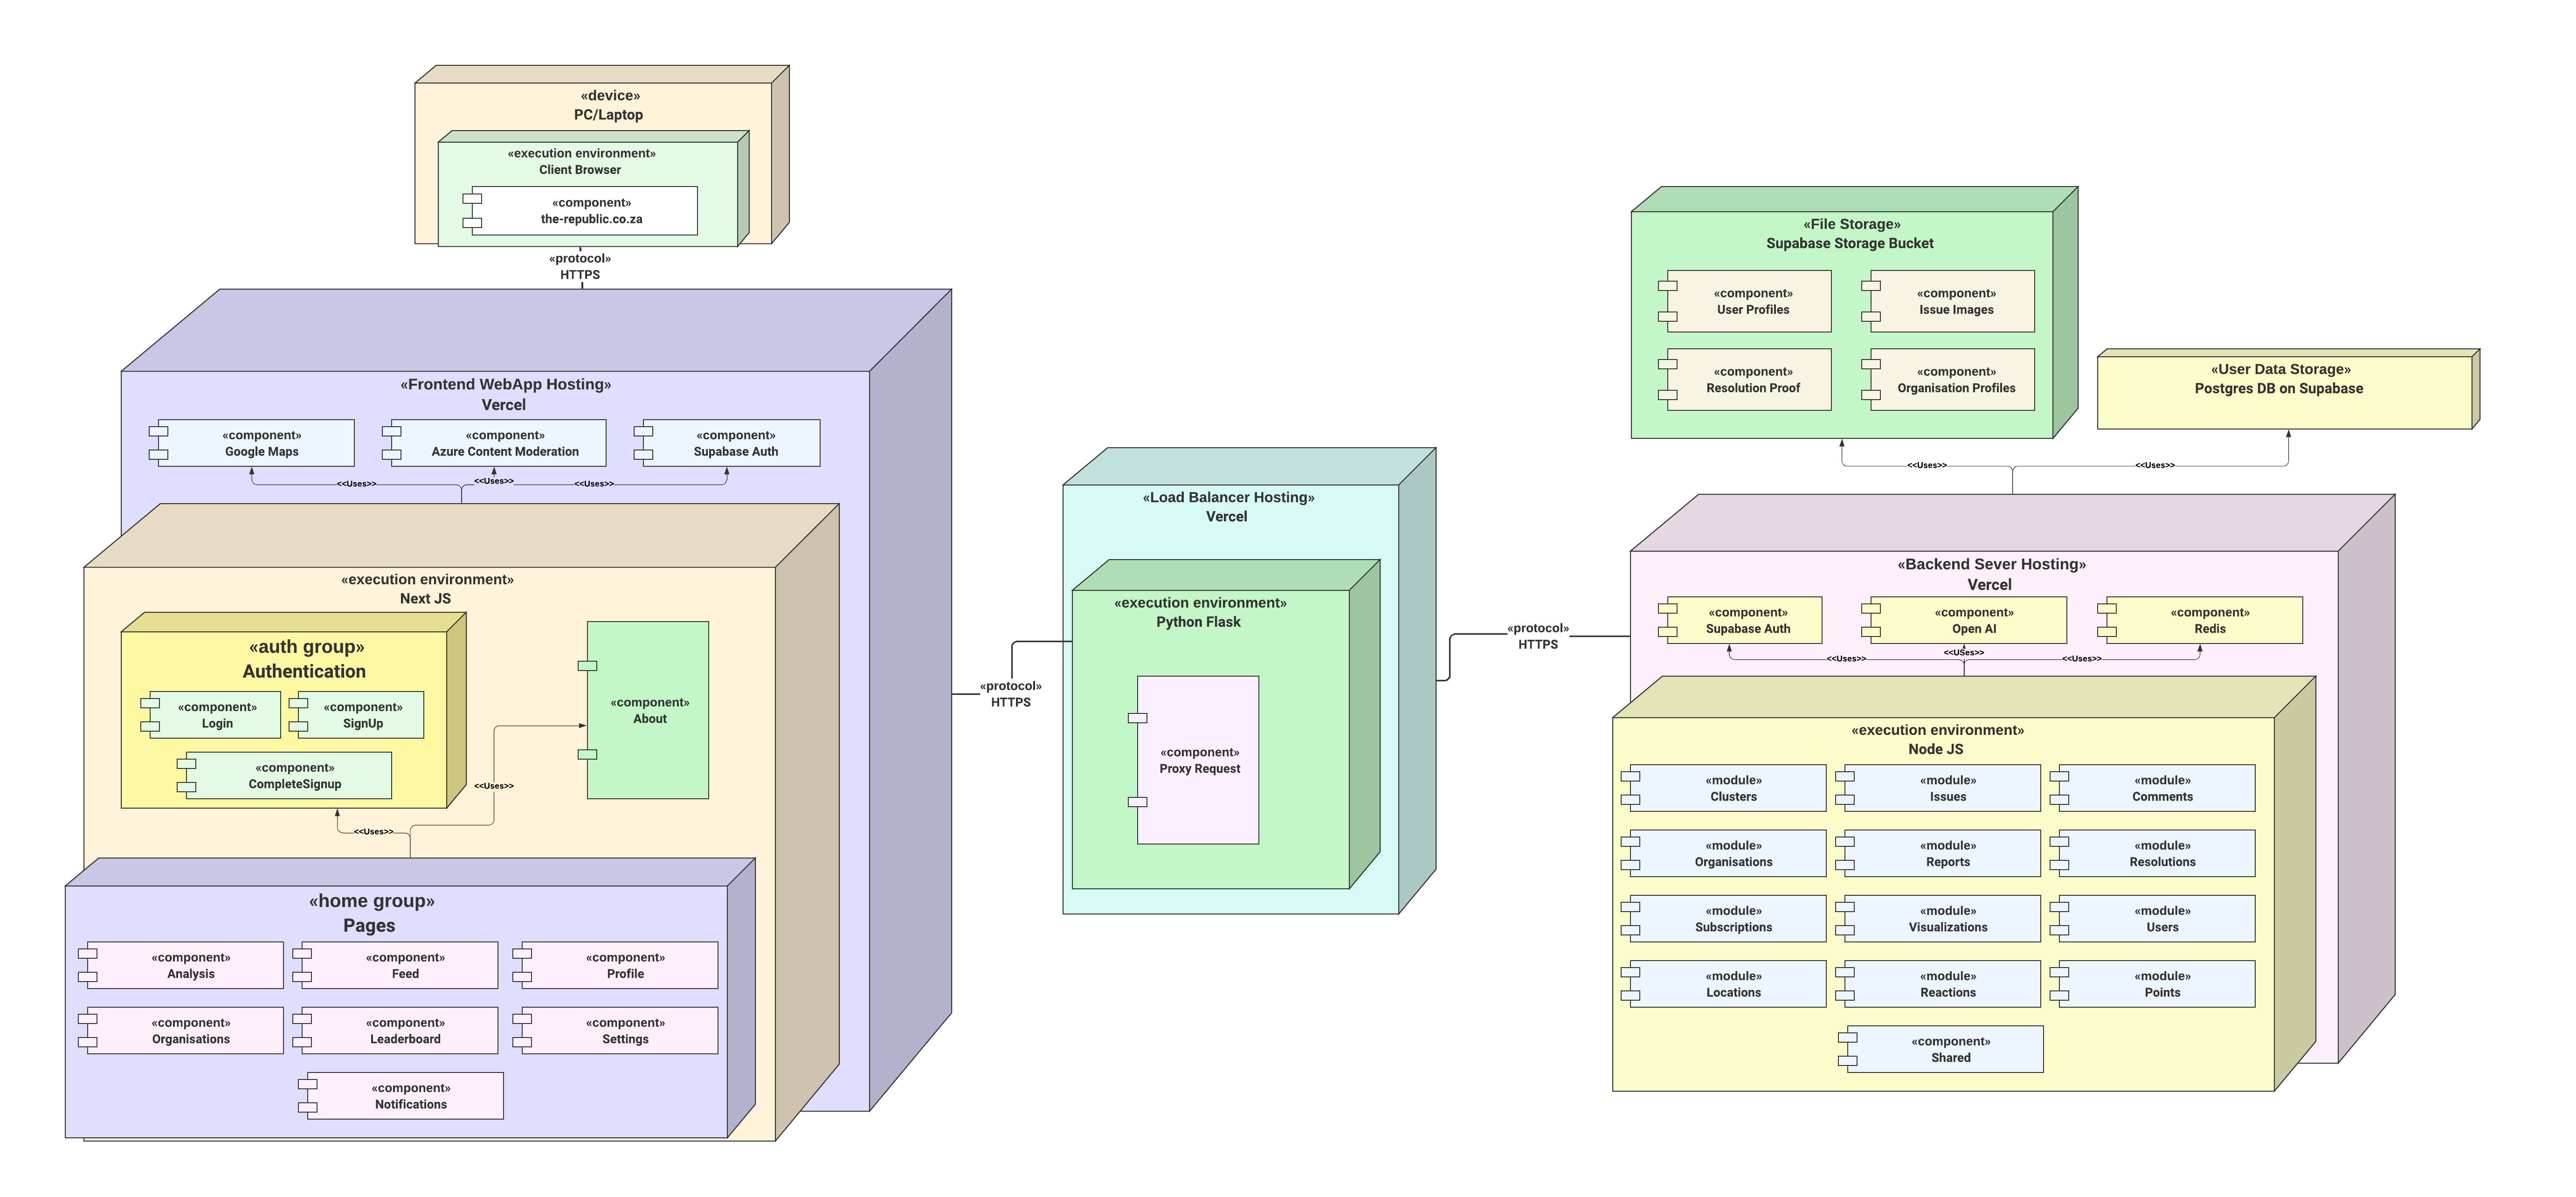 «device»
PC/Laptop
«execution environment»
Client Browser
«component»
the-republic.co.za
«protocol»
HTTPS
«Frontend WebApp Hosting»
Vercel
«component»
Google Maps
«component»
Azure Content Moderation
«component»
Supabase Auth
<<Uses>>
<<Uses>>
<<Uses>>
«execution environment»
Next JS
«auth group»
Authentication
«component»
Login
«component»
SignUp
«component»
CompleteSignup
«component»
About
<<Uses>>
<<Uses>>
«home group»
Pages
«component»
Analysis
«component»
Feed
«component»
Profile
«component»
Organisations
«component»
Leaderboard
«component»
Settings
«component»
Notifications
«protocol»
HTTPS
«Load Balancer Hosting»
Vercel
«execution environment»
Python Flask
«component»
Proxy Request
«protocol»
HTTPS
«File Storage»
Supabase Storage Bucket
«component»
User Profiles
«component»
Issue Images
«component»
Resolution Proof
«component»
Organisation Profiles
«User Data Storage»
Postgres DB on Supabase
<<Uses>>
<<Uses>>
«Backend Sever Hosting»
Vercel
«component»
Supabase Auth
«component»
Open AI
«component»
Redis
<<Uses>>
<<Uses>>
<<Uses>>
«execution environment»
Node JS
«module»
Clusters
«module»
Issues
«module»
Comments
«module»
Organisations
«module»
Reports
«module»
Resolutions
«module»
Subscriptions
«module»
Visualizations
«module»
Users
«module»
Locations
«module»
Reactions
«module»
Points
«component»
Shared